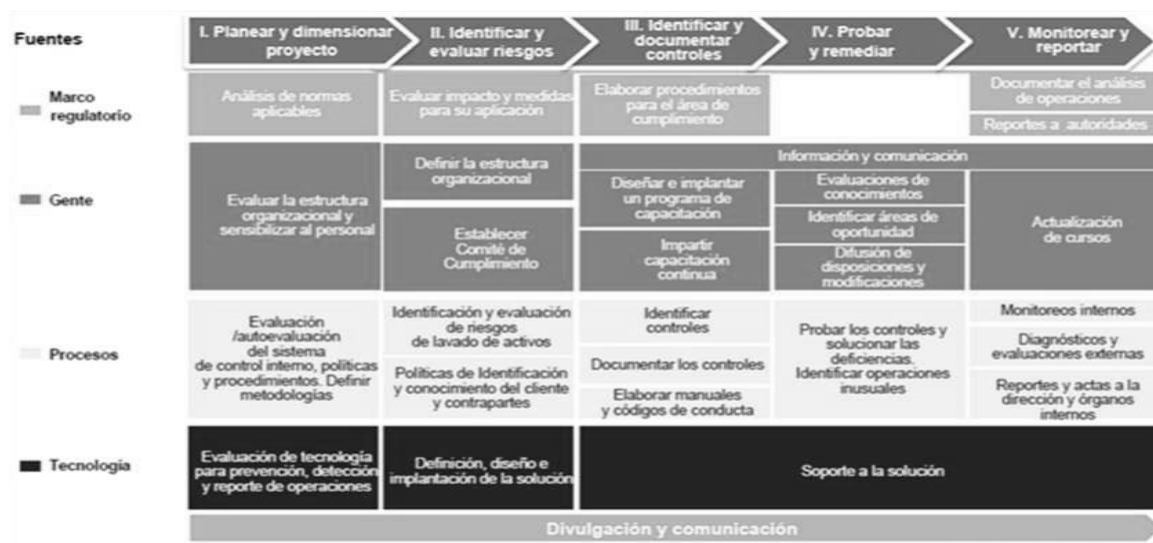 Fuentes
I. Planear y dimensionar
proyecto
II. Identificar y
evaluar riesgos
III. Identificar y
documentar
controles
IV. Probar
y remediar
V. Monitorear y
reportar
Marco
regulatorio
Análisis de normas
aplicables
Evaluar impacto y medidas
para su aplicación
Elaborar procedimientos
para el área de
cumplimiento
Documentar el análisis
de operaciones
Reportes a autoridades
Gente
Evaluar la estructura
organizacional y
sensibilizar al personal
Definir la estructura
organizacional
Establecer
Comité de
Cumplimiento
Información y comunicación
Diseñar e implantar
un programa de
capacitación
Impartir
capacitación
continua
Evaluaciones de
conocimientos
Identificar áreas de
oportunidad
Difusión de
disposiciones y
modificaciones
Actualización
de cursos
Procesos
Evaluación
/autoevaluación
del sistema
de control interno, políticas
y procedimientos. Definir
metodologías
Identificación y evaluación
de riesgos
de lavado de activos
Políticas de Identificación
y conocimiento del cliente
y contrapartes
Identificar
controles
Documentar los controles
Elaborar manuales
y códigos de conducta
Probar los controles y
solucionar las
deficiencias.
Identificar operaciones
inusuales
Monitoreos internos
Diagnósticos y
evaluaciones externas
Reportes y actas a la
dirección y órganos
internos
Tecnología
Evaluación de tecnología
para prevención, detección
y reporte de operaciones
Definición, diseño e
implantación de la solución
Soporte a la solución
Divulgación y comunicación